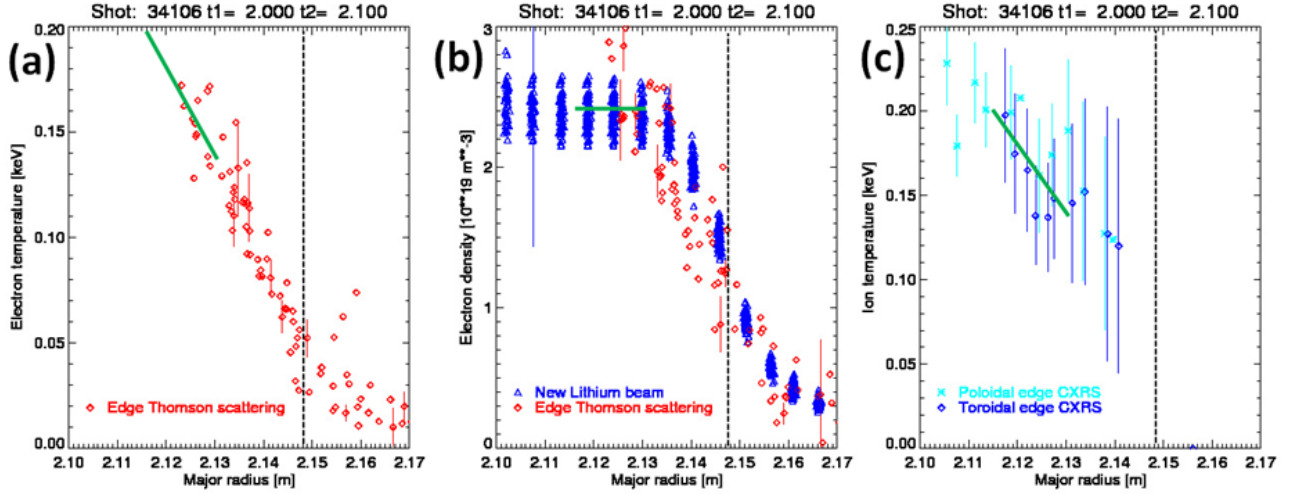 Shot: 34106 t1= 2.000 t2= 2.100
(a)
Electron temperature [keV]
0.20
0.15
0.10
0.05
0.00
Edge Thomson scattering
2.10 2.11 2.12 2.13 2.14 2.15 2.16 2.17
Major radius [m]
Shot: 34106 t1= 2.000 t2= 2.100
(b)
Electron density [10**19 m**-3]
3
2
1
0
New Lithium beam
Edge Thomson scattering
2.10 2.11 2.12 2.13 2.14 2.15 2.16 2.17
Major radius [m]
Shot: 34106 t1= 2.000 t2= 2.100
(c)
Ion temperature [keV]
0.20
0.15
0.10
0.05
0.00
Poloidal edge CXRS
Toroidal edge CXRS
2.10 2.11 2.12 2.13 2.14 2.15 2.16 2.17
Major radius [m]